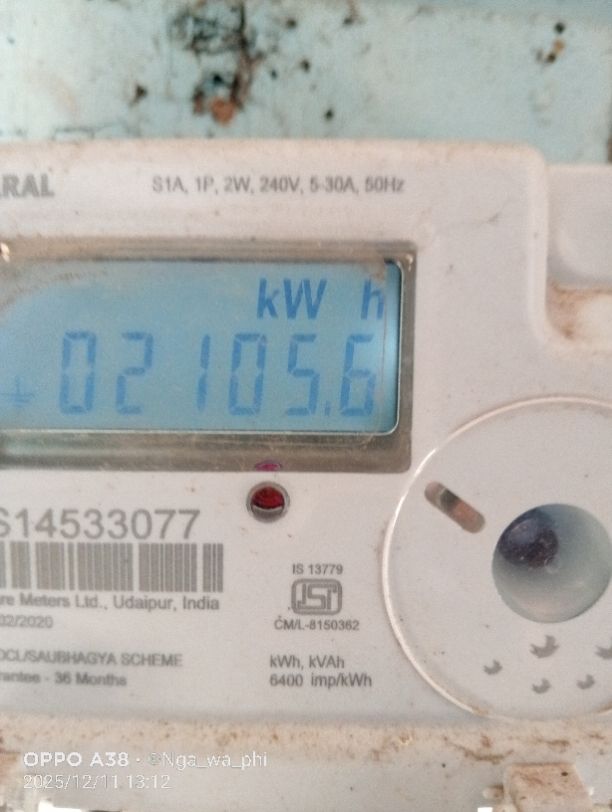 RAL
S1A, 1P, 2W, 240V, 5-30A, 50Hz
kW h
02105.6
S14533077
IS 13779
ISI
CM/L-8150362
re Meters Ltd., Udaipur, India
02/2020
DCL/SAUBHAGYA SCHEME
rantee - 36 Months
kWh, kVAh
6400 imp/kWh
OPPO A38 · ©Nga_wa_phi
2025/12/11 13:12